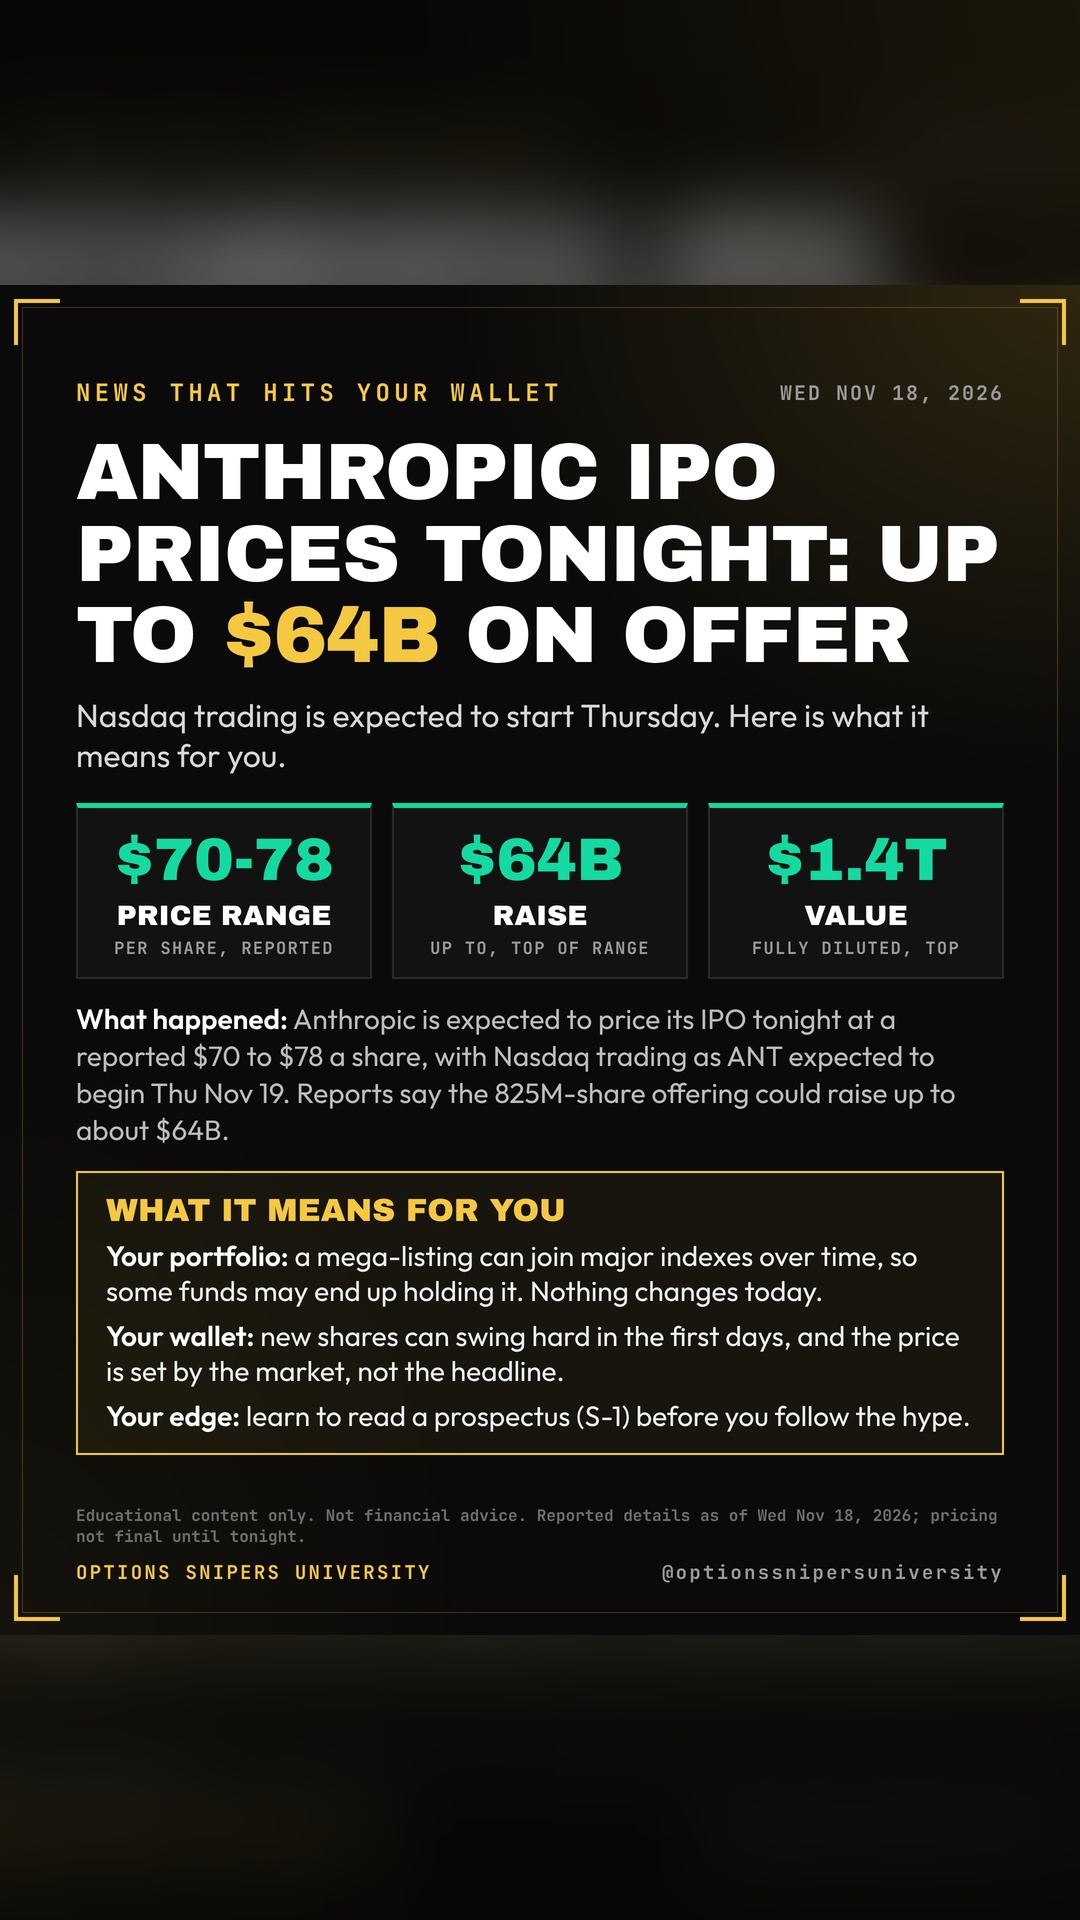 NEWS THAT HITS YOUR WALLET
WED NOV 18, 2026
ANTHROPIC IPO
PRICES TONIGHT: UP
TO $64B ON OFFER
Nasdaq trading is expected to start Thursday. Here is what it
means for you.
$70-78
PRICE RANGE
PER SHARE, REPORTED
$64B
RAISE
UP TO, TOP OF RANGE
$1.4T
VALUE
FULLY DILUTED, TOP
What happened: Anthropic is expected to price its IPO tonight at a
reported $70 to $78 a share, with Nasdaq trading as ANT expected to
begin Thu Nov 19. Reports say the 825M-share offering could raise up to
about $64B.
WHAT IT MEANS FOR YOU
Your portfolio: a mega-listing can join major indexes over time, so
some funds may end up holding it. Nothing changes today.
Your wallet: new shares can swing hard in the first days, and the price
is set by the market, not the headline.
Your edge: learn to read a prospectus (S-1) before you follow the hype.
Educational content only. Not financial advice. Reported details as of Wed Nov 18, 2026; pricing
not final until tonight.
OPTIONS SNIPERS UNIVERSITY
@optionssnipersuniversity